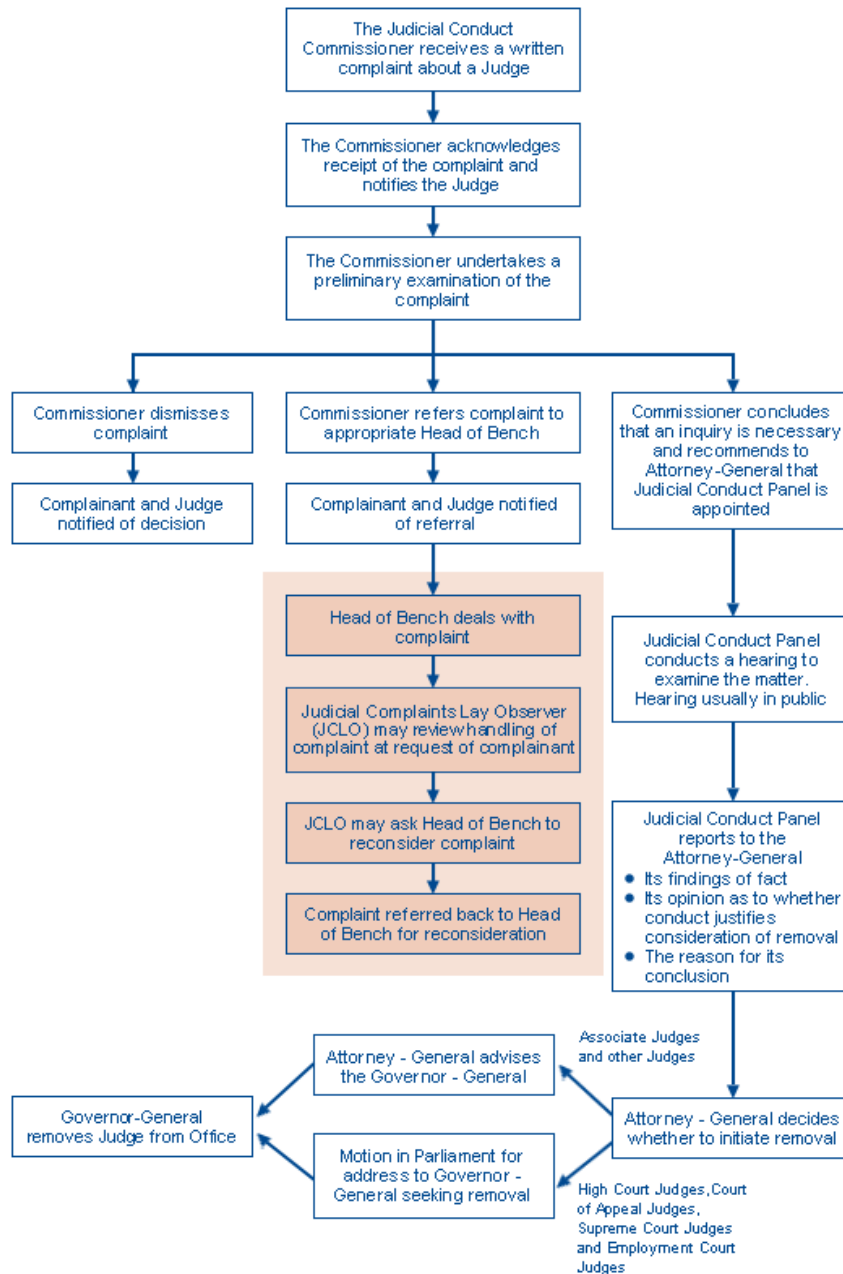 The Judicial Conduct
Commissioner receives a written
complaint about a Judge
The Commissioner acknowledges
receipt of the complaint and
notifies the Judge
The Commissioner undertakes a
preliminary examination of the
complaint
Commissioner dismisses
complaint
Complainant and Judge
notified of decision
Commissioner refers complaint to
appropriate Head of Bench
Complainant and Judge notified
of referral
Head of Bench deals with
complaint
Judicial Complaints Lay Observer
(JCLO) may review handling of
complaint at request of complainant
JCLO may ask Head of Bench to
reconsider complaint
Complaint referred back to Head
of Bench for reconsideration
Commissioner concludes
that an inquiry is necessary
and recommends to
Attorney-General that
Judicial Conduct Panel is
appointed
Judicial Conduct Panel
conducts a hearing to
examine the matter.
Hearing usually in public
Judicial Conduct Panel
reports to the
Attorney-General
● Its findings of fact
● Its opinion as to whether
conduct justifies
consideration of removal
● The reason for its
conclusion
Attorney - General decides
whether to initiate removal
Associate Judges
and other Judges
Attorney - General advises
the Governor - General
High Court Judges, Court
of Appeal Judges,
Supreme Court Judges
and Employment Court
Judges
Motion in Parliament for
address to Governor -
General seeking removal
Governor-General
removes Judge from Office